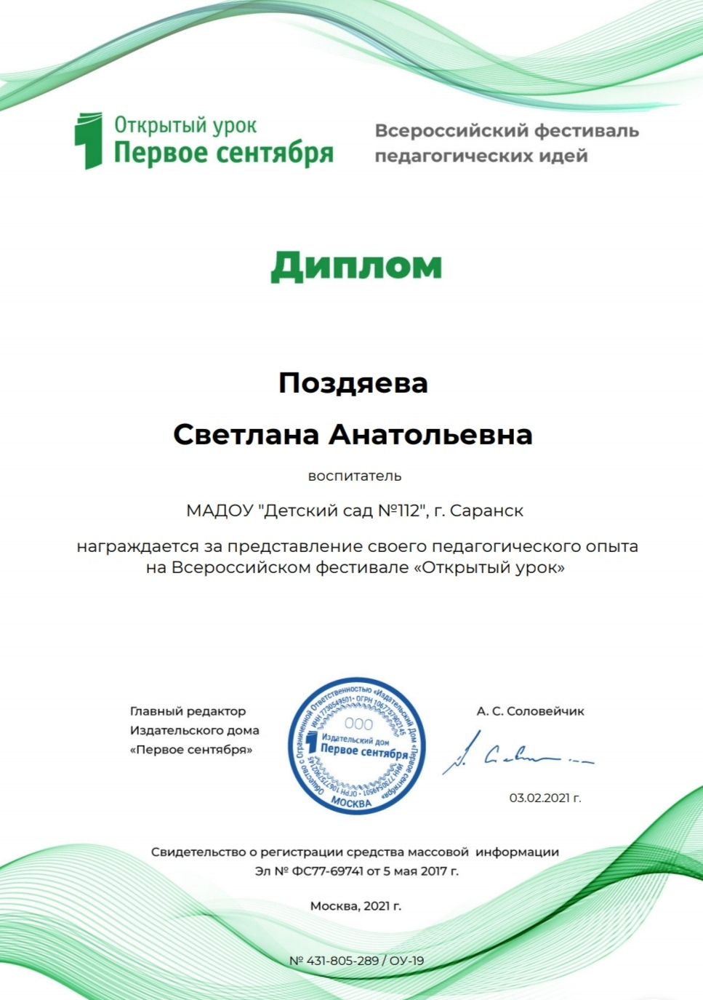 Открытый урок
Первое сентября
Всероссийский фестиваль
педагогических идей
Диплом
Поздяева
Светлана Анатольевна
воспитатель
МАДОУ "Детский сад №112", г. Саранск
награждается за представление своего педагогического опыта
на Всероссийском фестивале «Открытый урок»
Главный редактор
Издательского дома
«Первое сентября»
Общество с Ограниченной Ответственностью «Издательский Дом «Первое сентября»
ИНН 7730549501 • ОГРН 1067757902145
ООО
Издательский дом
Первое сентября
ИНН 7730549501 • ОГРН 1067757902145
МОСКВА
А. С. Соловейчик
03.02.2021 г.
Свидетельство о регистрации средства массовой информации
Эл № ФС77-69741 от 5 мая 2017 г.
Москва, 2021 г.
№ 431-805-289 / ОУ-19